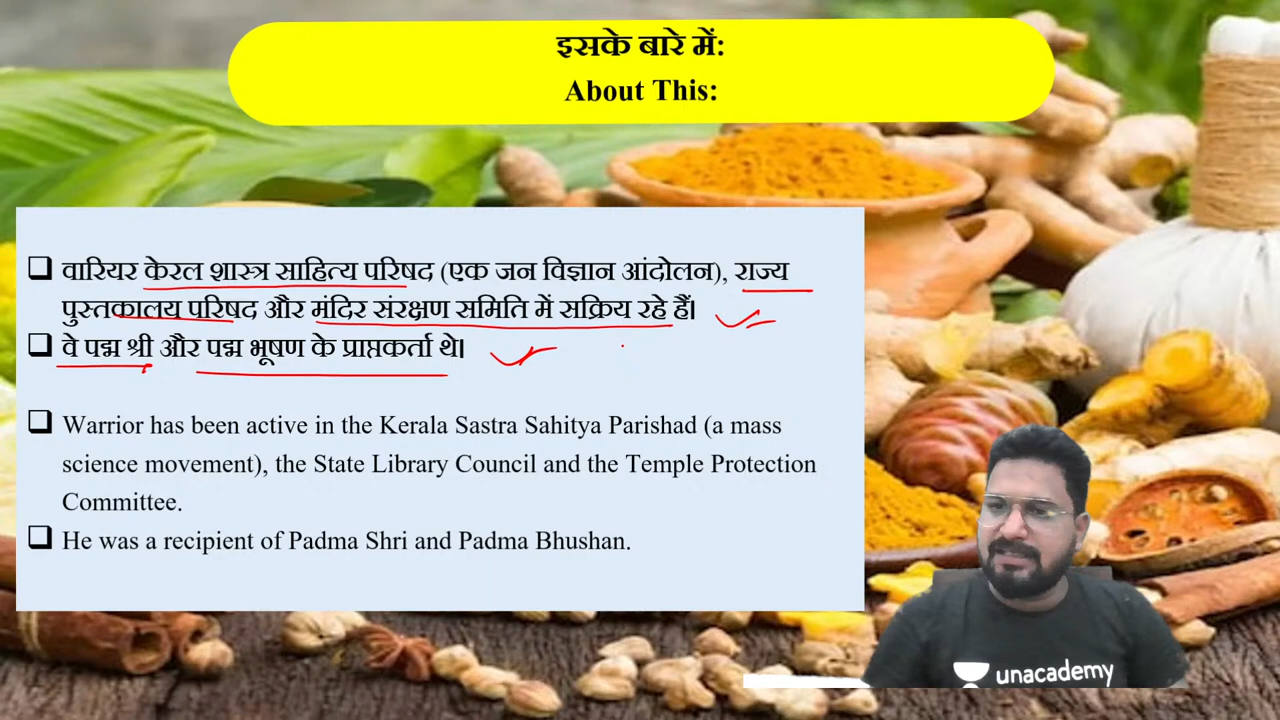 इसके बारे में:
About This:
❑ वारियर केरल शास्त्र साहित्य परिषद (एक जन विज्ञान आंदोलन), राज्य
पुस्तकालय परिषद और मंदिर संरक्षण समिति में सक्रिय रहे हैं।
❑ वे पद्म श्री और पद्म भूषण के प्राप्तकर्ता थे।
❑ Warrior has been active in the Kerala Sastra Sahitya Parishad (a mass
science movement), the State Library Council and the Temple Protection
Committee.
❑ He was a recipient of Padma Shri and Padma Bhushan.
unacademy